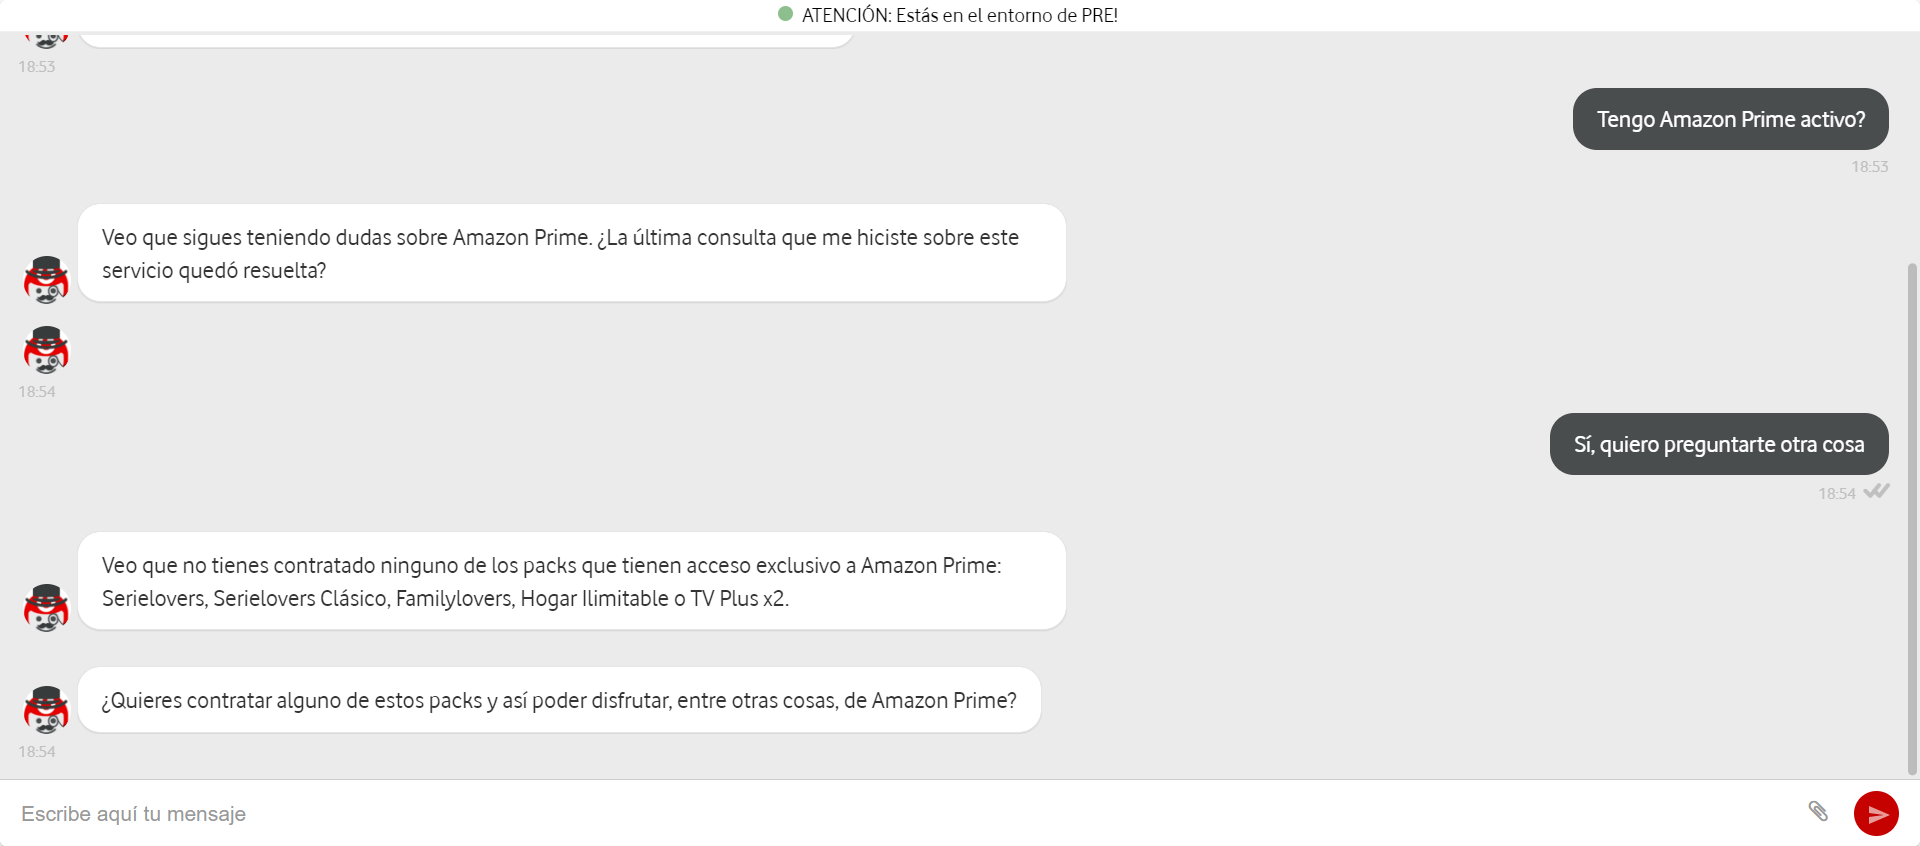 ATENCIÓN: Estás en el entorno de PRE!
18:53
Tengo Amazon Prime activo?
18:53
Veo que sigues teniendo dudas sobre Amazon Prime. ¿La última consulta que me hiciste sobre este
servicio quedó resuelta?
18:54
Sí, quiero preguntarte otra cosa
18:54
Veo que no tienes contratado ninguno de los packs que tienen acceso exclusivo a Amazon Prime:
Serielovers, Serielovers Clásico, Familylovers, Hogar Ilimitable o TV Plus x2.
¿Quieres contratar alguno de estos packs y así poder disfrutar, entre otras cosas, de Amazon Prime?
18:54
Escribe aquí tu mensaje